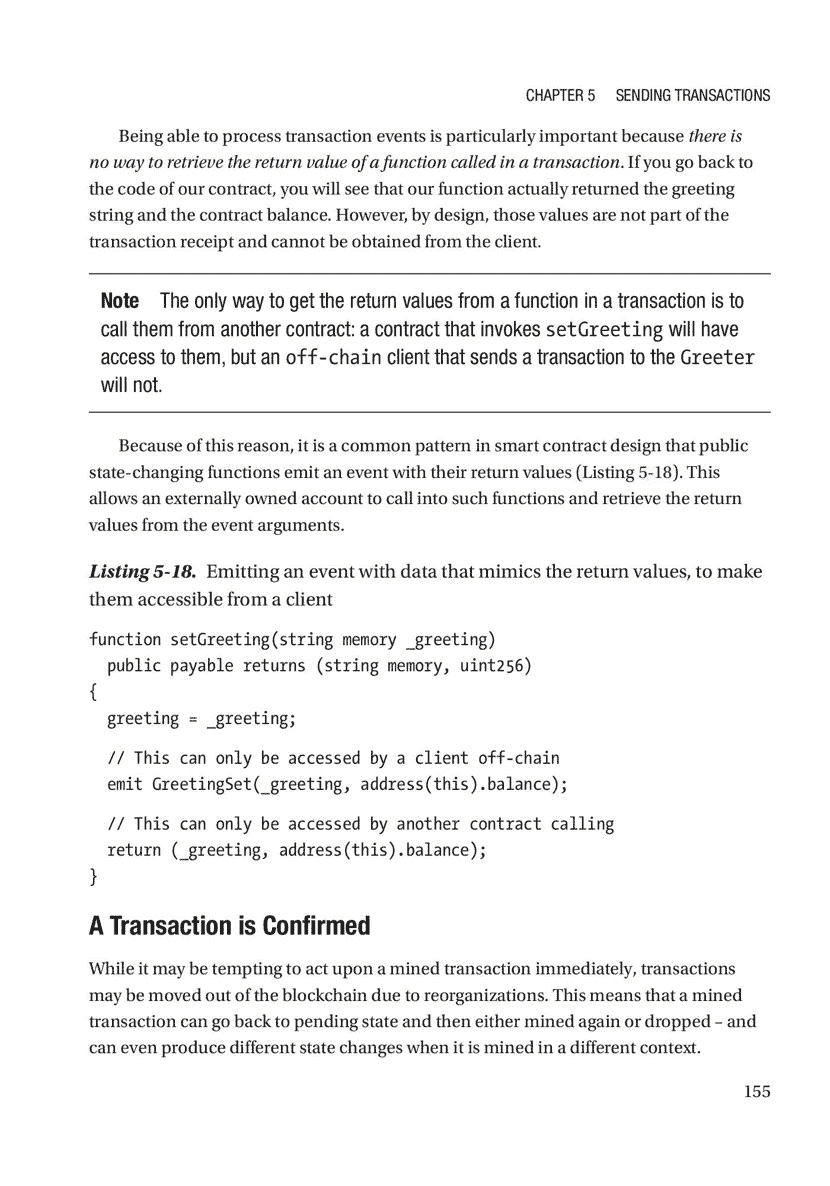 CHAPTER 5 SENDING TRANSACTIONS
Being able to process transaction events is particularly important because there is
no way to retrieve the return value of a function called in a transaction. If you go back to
the code of our contract, you will see that our function actually returned the greeting
string and the contract balance. However, by design, those values are not part of the
transaction receipt and cannot be obtained from the client.
Note The only way to get the return values from a function in a transaction is to
call them from another contract: a contract that invokes setGreeting will have
access to them, but an off-chain client that sends a transaction to the Greeter
will not.
Because of this reason, it is a common pattern in smart contract design that public
state-changing functions emit an event with their return values (Listing 5-18). This
allows an externally owned account to call into such functions and retrieve the return
values from the event arguments.
Listing 5-18. Emitting an event with data that mimics the return values, to make
them accessible from a client
function setGreeting(string memory _greeting)
  public payable returns (string memory, uint256)
{
  greeting = _greeting;
  // This can only be accessed by a client off-chain
  emit GreetingSet(_greeting, address(this).balance);
  // This can only be accessed by another contract calling
  return (_greeting, address(this).balance);
}
A Transaction is Confirmed
While it may be tempting to act upon a mined transaction immediately, transactions
may be moved out of the blockchain due to reorganizations. This means that a mined
transaction can go back to pending state and then either mined again or dropped – and
can even produce different state changes when it is mined in a different context.
155